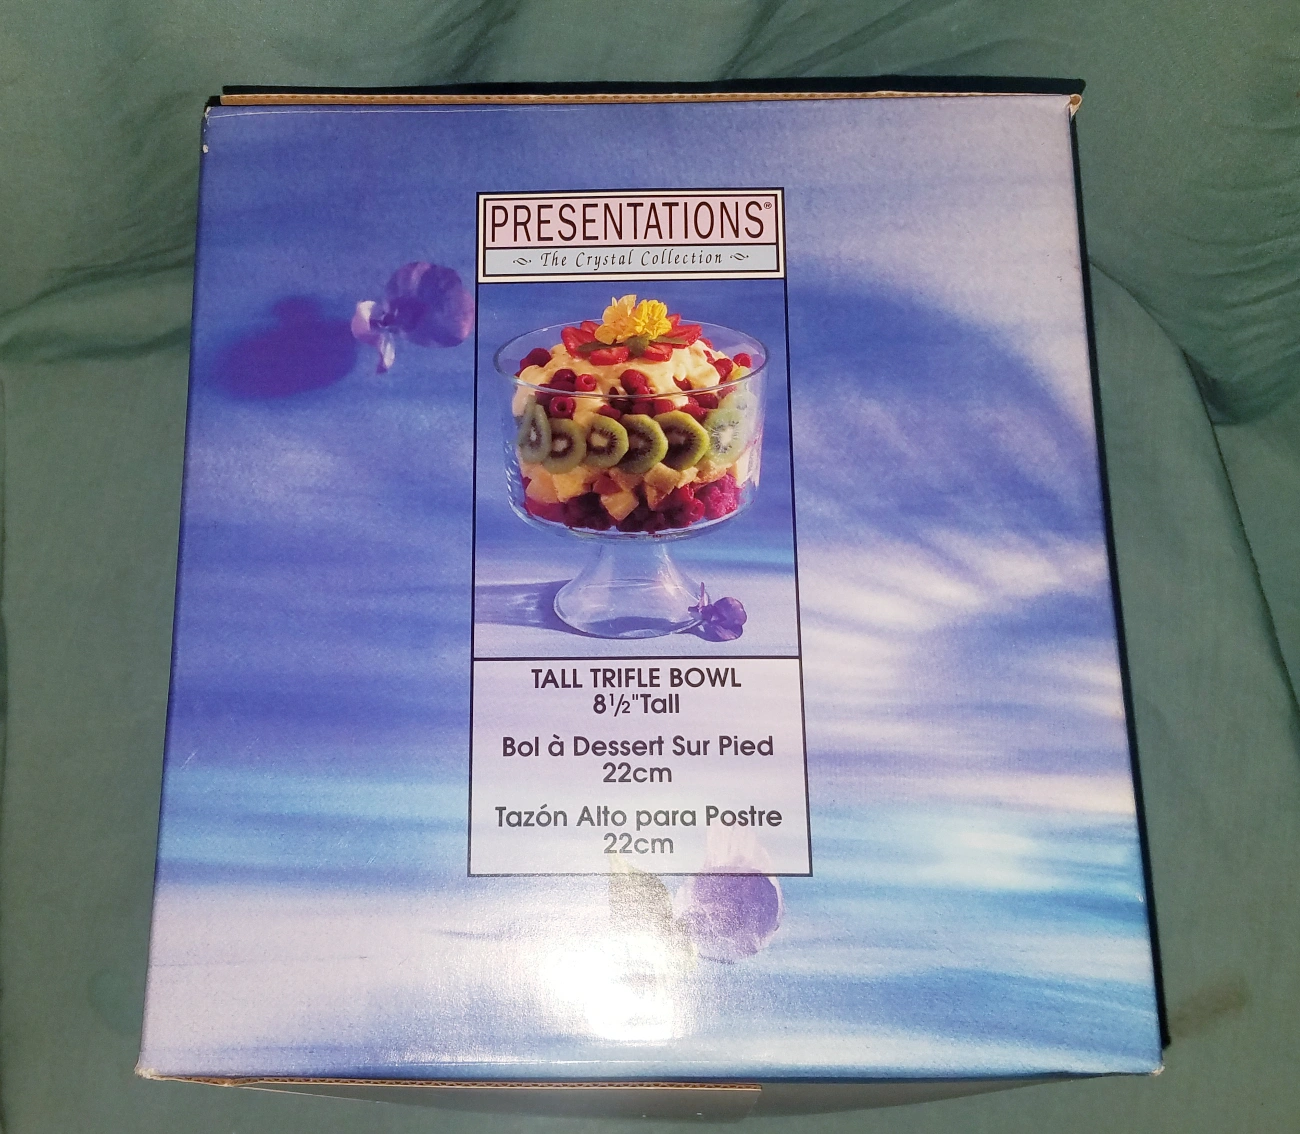 PRESENTATIONS®
The Crystal Collection
TALL TRIFLE BOWL
8½"Tall
Bol à Dessert Sur Pied
22cm
Tazón Alto para Postre
22cm